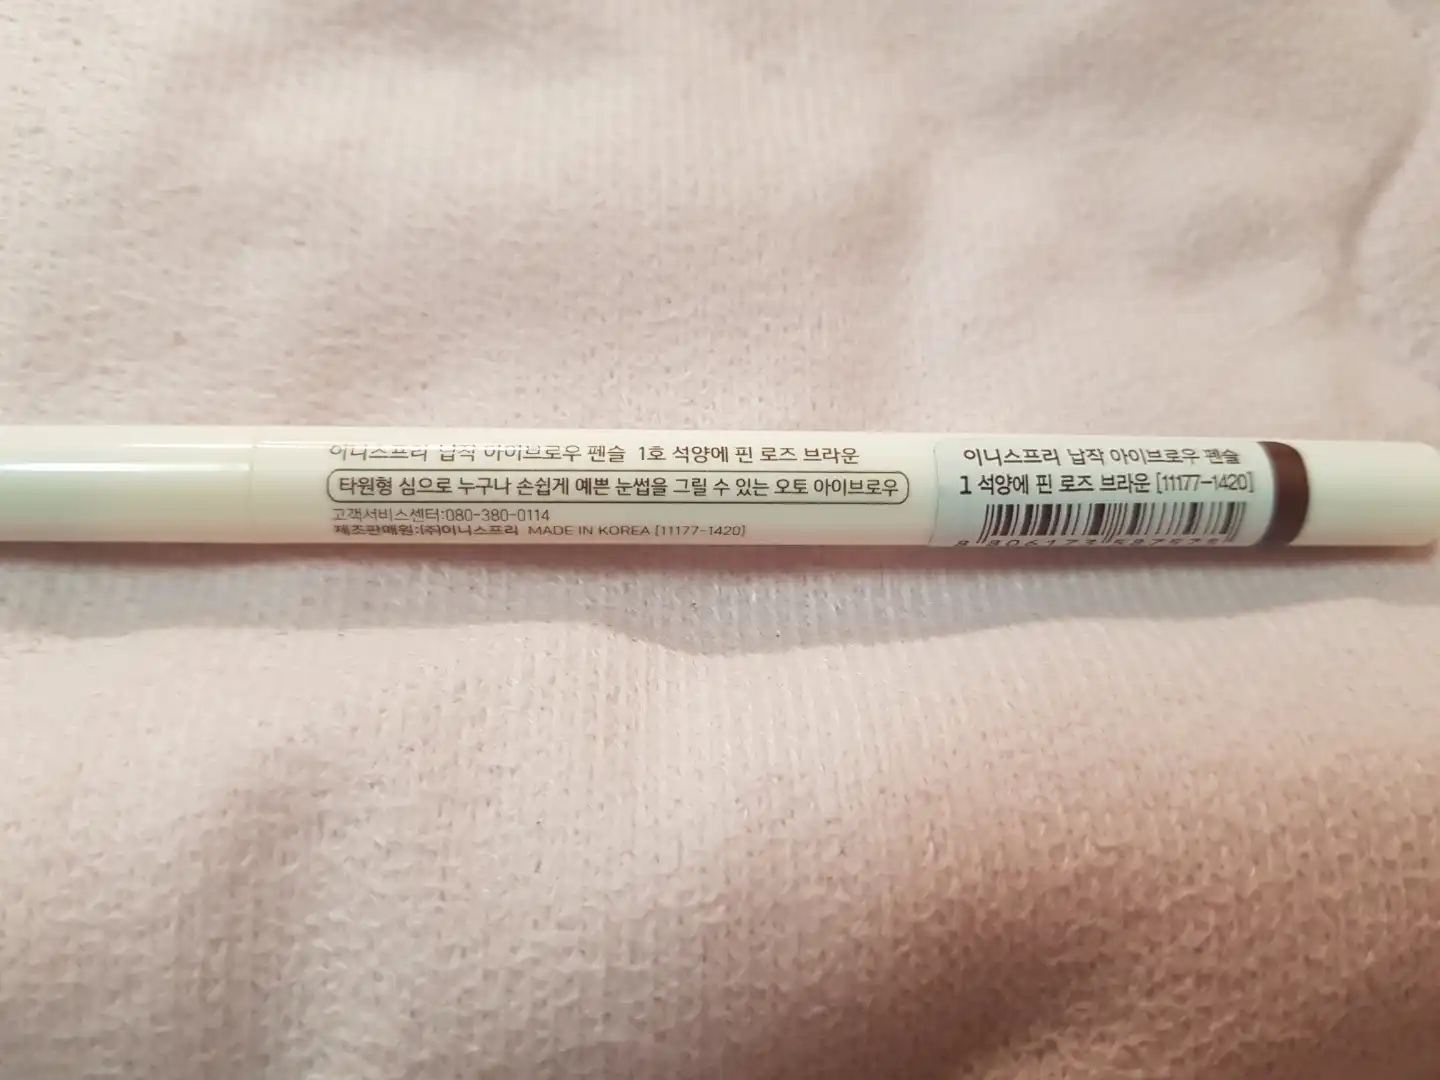 이니스프리 납작 아이브로우 펜슬 1호 석양에 핀 로즈 브라운
타원형 심으로 누구나 손쉽게 예쁜 눈썹을 그릴 수 있는 오토 아이브로우
고객서비스센터:080-380-0114
제조판매원:㈜이니스프리 MADE IN KOREA [11177-1420]
이니스프리 납작 아이브로우 펜슬
1 석양에 핀 로즈 브라운 [11177-1420]